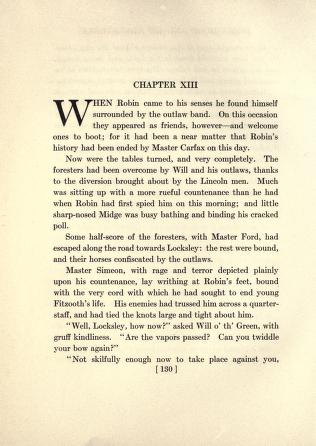 CHAPTER XIII
WHEN Robin came to his senses he found himself
surrounded by the outlaw band. On this occasion
they appeared as friends, however—and welcome
ones to boot; for it had been a near matter that Robin's
history had been ended by Master Carfax on this day.
Now were the tables turned, and very completely. The
foresters had been overcome by Will and his outlaws, thanks
to the diversion brought about by the Lincoln men. Much
was sitting up with a more rueful countenance than he had
when Robin had first spied him on this morning; and little
sharp-nosed Midge was busy bathing and binding his cracked
poll.
Some half-score of the foresters, with Master Ford, had
escaped along the road towards Locksley: the rest were bound,
and their horses confiscated by the outlaws.
Master Simeon, with rage and terror depicted plainly
upon his countenance, lay writhing at Robin's feet, bound
with the very cord with which he had sought to end young
Fitzooth's life. His enemies had trussed him across a quarter-
staff, and had tied the knots large and tight about him.
"Well, Locksley, how now?" asked Will o' th' Green, with
gruff kindliness. "Are the vapors passed? Can you twiddle
your bow again?"
"Not skilfully enough now to take place against you,
[ 130 ]